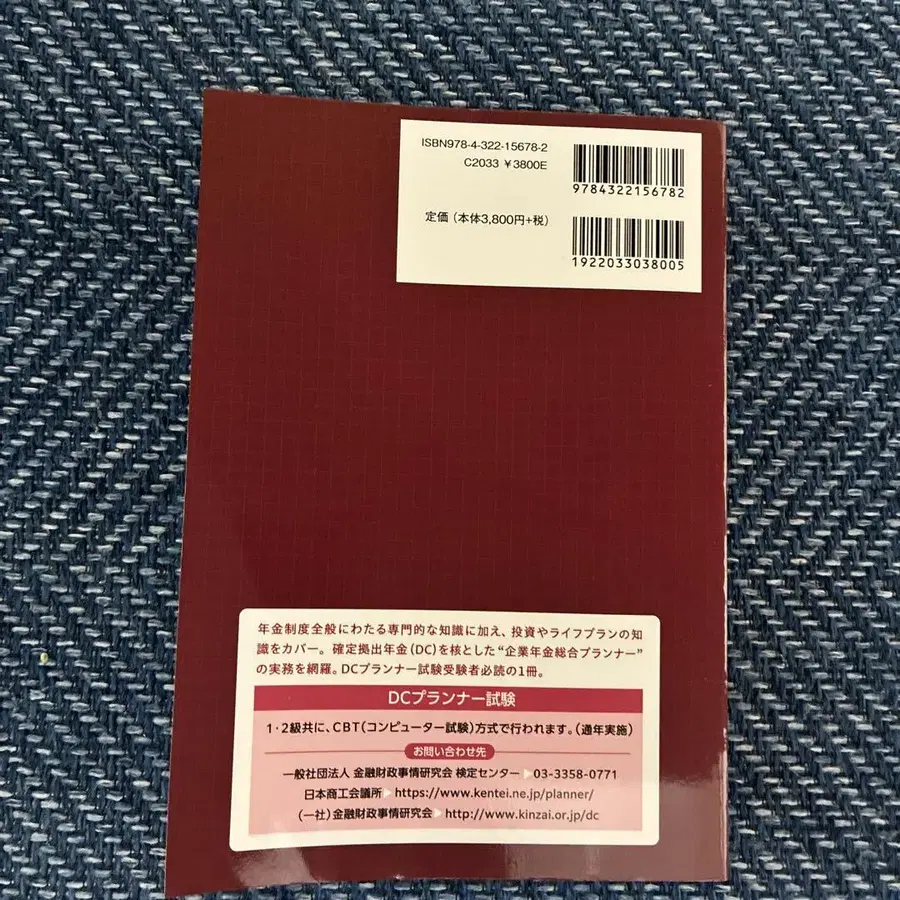 ISBN978-4-322-15678-2
C2033 ￥3800E
9784322156782
定価（本体3,800円+税）
1922033038005
年金制度全般にわたる専門的な知識に加え、投資やライフプランの知
識をカバー。確定拠出年金（DC）を核とした“企業年金総合プランナー”
の実務を網羅。DCプランナー試験受験者必読の1冊。
DCプランナー試験
1・2級共に、CBT（コンピューター試験）方式で行われます。（通年実施）
お問い合わせ先
一般社団法人 金融財政事情研究会 検定センター▶03-3358-0771
日本商工会議所▶https://www.kentei.ne.jp/planner/
（一社）金融財政事情研究会▶http://www.kinzai.or.jp/dc